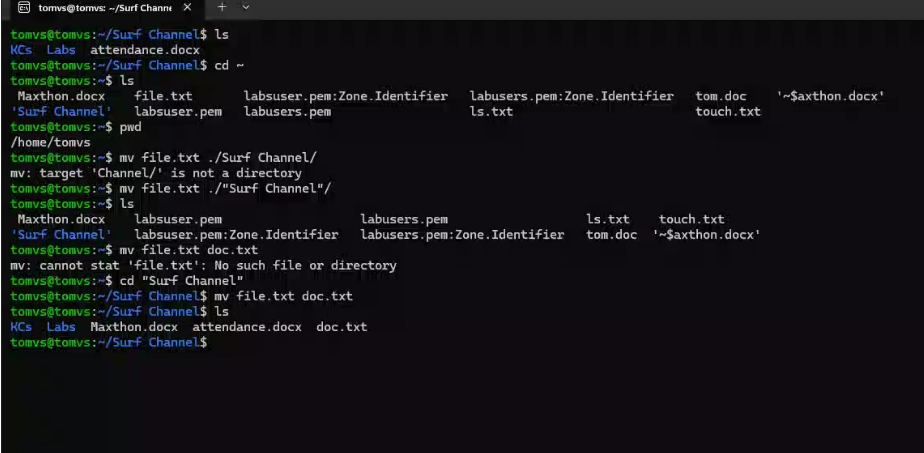 tomvs@tomvs: ~/Surf Channe
tomvs@tomvs:~/Surf Channel$ ls
KCs Labs attendance.docx
tomvs@tomvs:~/Surf Channel$ cd ~
tomvs@tomvs:~$ ls
Maxthon.docx file.txt labsuser.pem:Zone.Identifier labusers.pem:Zone.Identifier tom.doc '~$axthon.docx'
'Surf Channel' labsuser.pem labusers.pem ls.txt touch.txt
tomvs@tomvs:~$ pwd
/home/tomvs
tomvs@tomvs:~$ mv file.txt ./Surf Channel/
mv: target 'Channel/' is not a directory
tomvs@tomvs:~$ mv file.txt ./"Surf Channel"/
tomvs@tomvs:~$ ls
Maxthon.docx labsuser.pem labusers.pem ls.txt touch.txt
'Surf Channel' labsuser.pem:Zone.Identifier labusers.pem:Zone.Identifier tom.doc '~$axthon.docx'
tomvs@tomvs:~$ mv file.txt doc.txt
mv: cannot stat 'file.txt': No such file or directory
tomvs@tomvs:~$ cd "Surf Channel"
tomvs@tomvs:~/Surf Channel$ mv file.txt doc.txt
tomvs@tomvs:~/Surf Channel$ ls
KCs Labs Maxthon.docx attendance.docx doc.txt
tomvs@tomvs:~/Surf Channel$